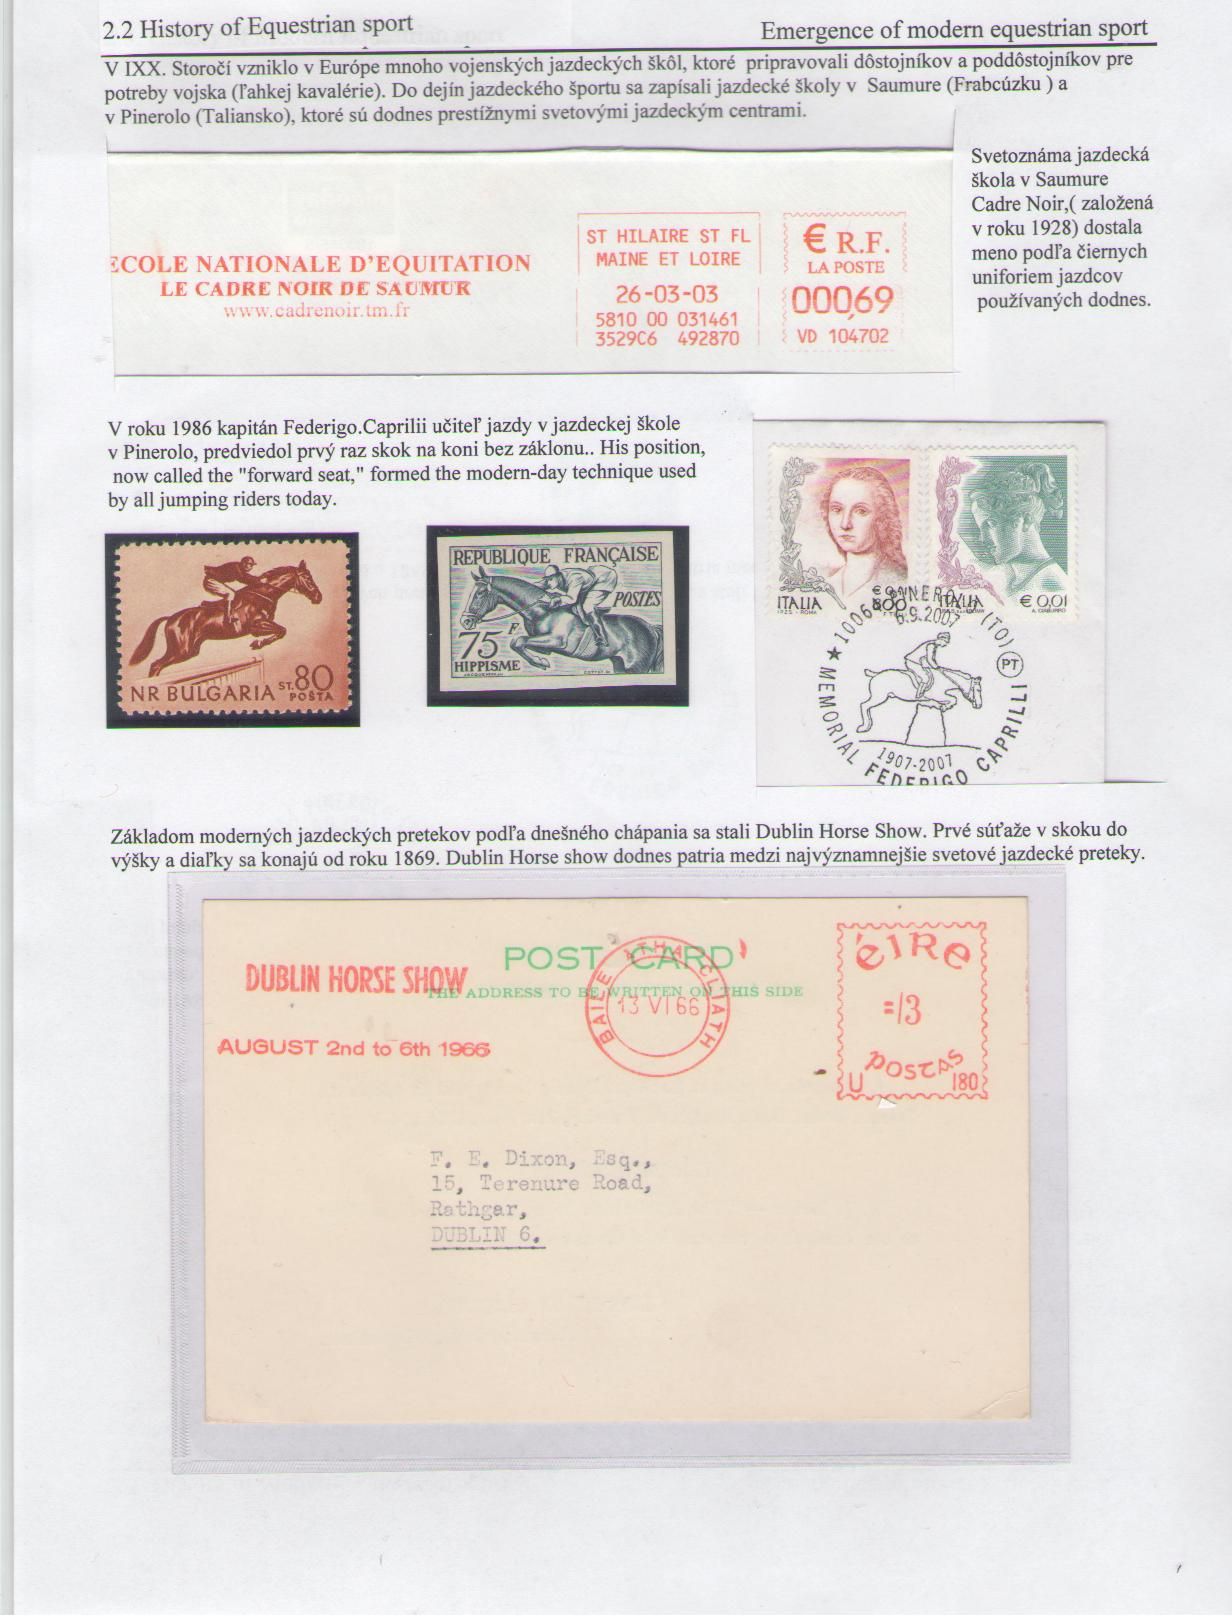 2.2 History of Equestrian sport
Emergence of modern equestrian sport
V IXX. Storočí vzniklo v Európe mnoho vojenských jazdeckých škôl, ktoré pripravovali dôstojníkov a poddôstojníkov pre
potreby vojska (ľahkej kavalérie). Do dejín jazdeckého športu sa zapísali jazdecké školy v Saumure (Frabcúzku ) a
v Pinerolo (Taliansko), ktoré sú dodnes prestížnymi svetovými jazdeckým centrami.
ECOLE NATIONALE D'EQUITATION
LE CADRE NOIR DE SAUMUR
www.cadrenoir.tm.fr
ST HILAIRE ST FL
MAINE ET LOIRE
26-03-03
5810 00 031461
3529C6 492870
€ R.F.
LA POSTE
000,69
VD 104702
Svetoznáma jazdecká
škola v Saumure
Cadre Noir,( založená
v roku 1928) dostala
meno podľa čiernych
uniforiem jazdcov
používaných dodnes.
V roku 1986 kapitán Federigo.Caprilii učiteľ jazdy v jazdeckej škole
v Pinerolo, predviedol prvý raz skok na koni bez záklonu.. His position,
now called the "forward seat," formed the modern-day technique used
by all jumping riders today.
NR BULGARIA ST. 80
POŠTA
REPUBLIQUE FRANÇAISE
POSTES
75 F.
HIPPISME
ITALIA
800
ITALIA
€ 0,01
10064 PINEROLO (TO)
6.9.2007
PT
1907-2007
★ MEMORIAL FEDERIGO CAPRILLI
Základom moderných jazdeckých pretekov podľa dnešného chápania sa stali Dublin Horse Show. Prvé súťaže v skoku do
výšky a diaľky sa konajú od roku 1869. Dublin Horse show dodnes patria medzi najvýznamnejšie svetové jazdecké preteky.
POST CARD
THE ADDRESS TO BE WRITTEN ON THIS SIDE
DUBLIN HORSE SHOW
AUGUST 2nd to 6th 1966
BAILE ATHA CLIATH
13 VI 66
éire
=/3
postas
U 180
F. E. Dixon, Esq.,
15, Terenure Road,
Rathgar,
DUBLIN 6.